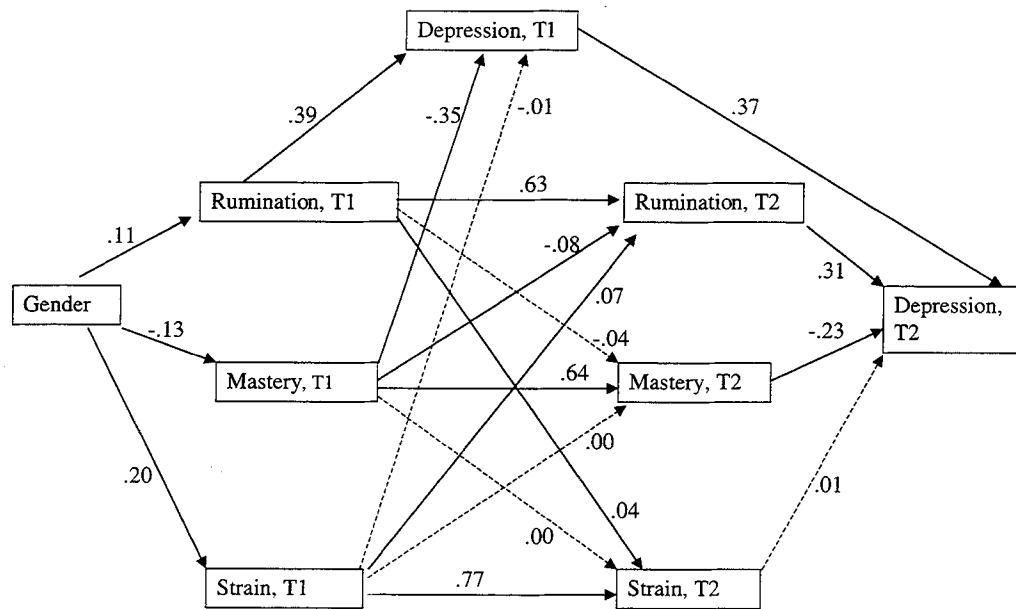 Depression, T1
-.01
.39
-.35
.37
Rumination, T1
.63
Rumination, T2
.11
-.08
.31
Gender
.07
Depression,
T2
-.13
-.04
-.23
Mastery, T1
.64
Mastery, T2
.00
.20
.01
.04
.00
Strain, T1
.77
Strain, T2